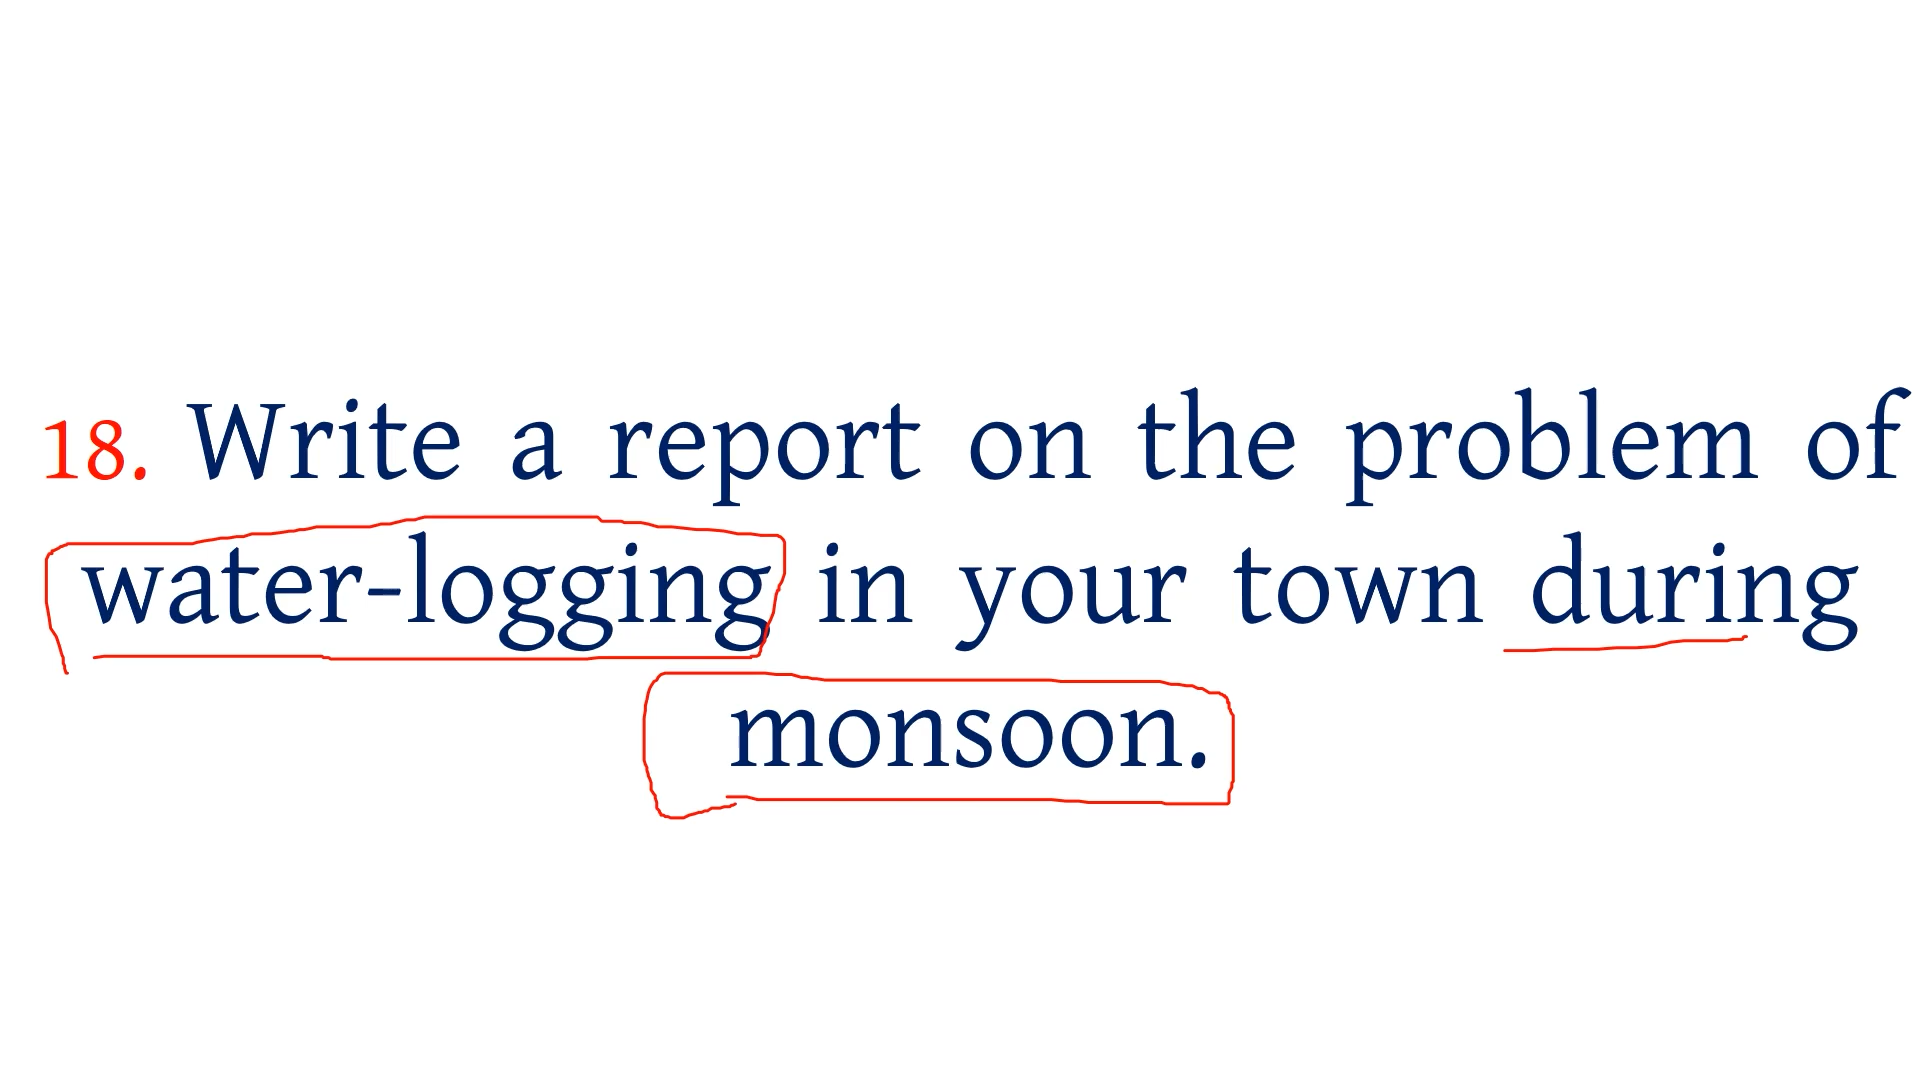 18. Write a report on the problem of
water-logging in your town during
monsoon.